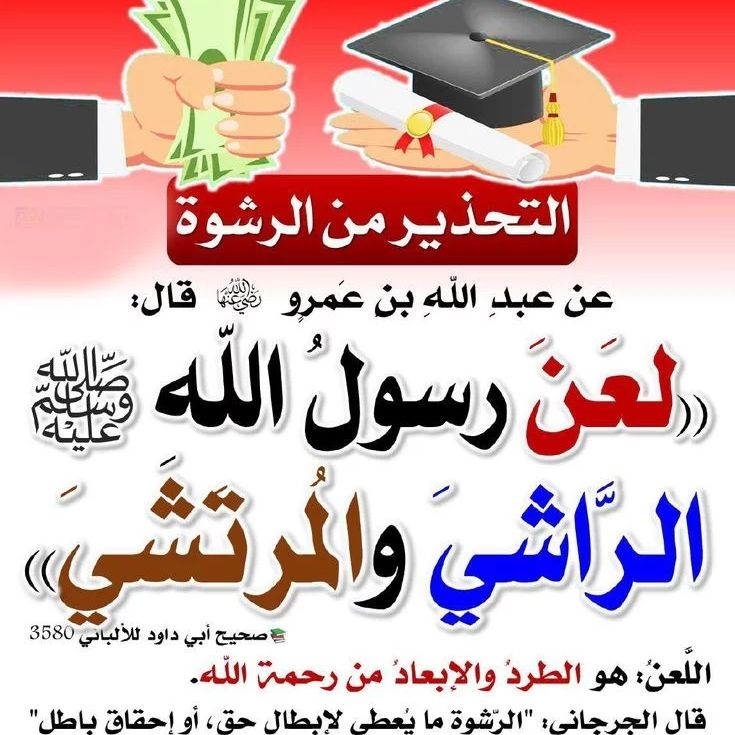 التحذير من الرشوة
عن عبدِ اللَّهِ بنِ عَمرٍو رضي الله عنهما قال:
((لعَنَ رسولُ اللَّه صلى الله عليه وسلم
الرَّاشيَ والمُرتَشَيَ))
صحيح أبي داود للألباني 3580
اللَّعنُ: هو الطردُ والإبعادُ من رحمة الله.
قال الجرجاني: "الرّشوة ما يُعطى لإبطال حق، أو إحقاق باطل"